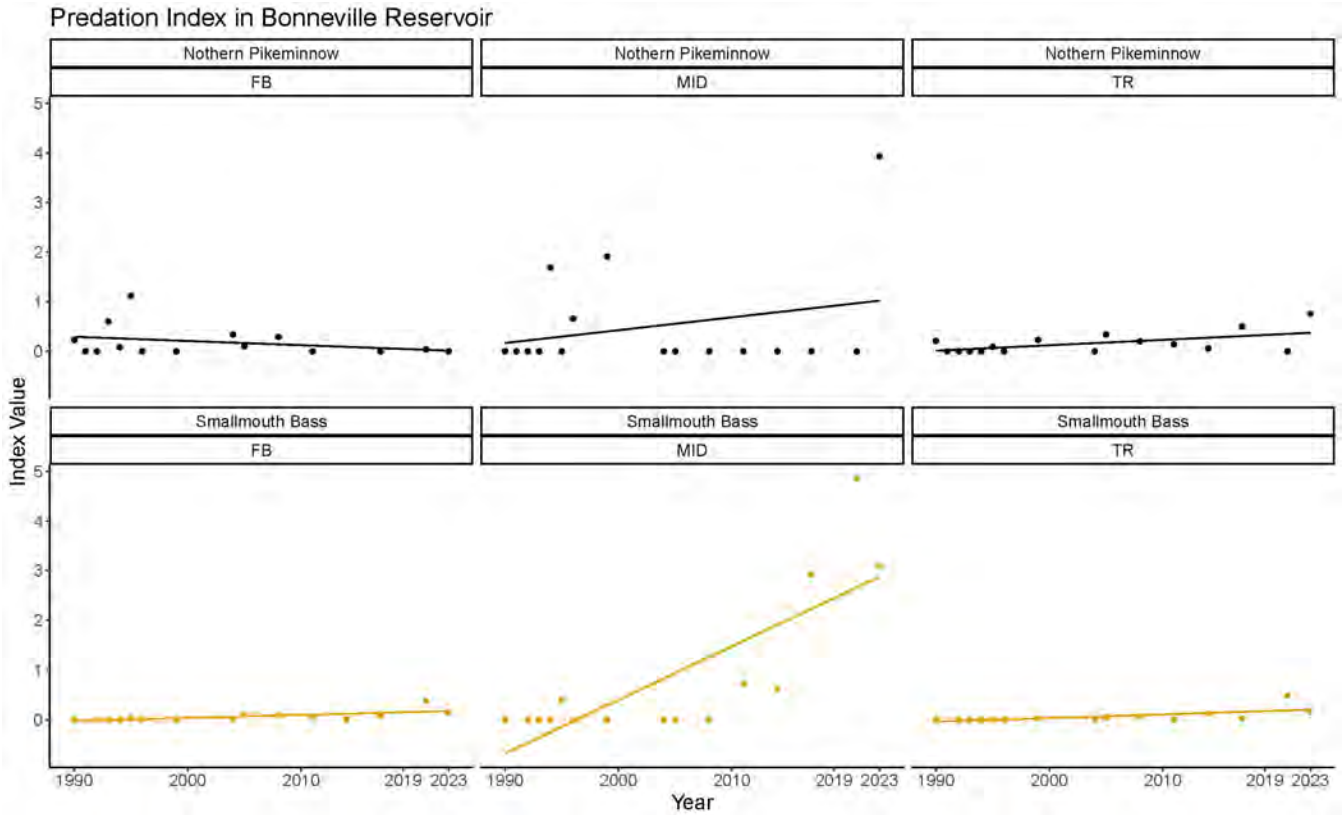 Predation Index in Bonneville Reservoir
Nothern Pikeminnow Nothern Pikeminnow Nothern Pikeminnow
FB MID TR
5
4
3
2
1
0
Smallmouth Bass Smallmouth Bass Smallmouth Bass
FB MID TR
5
4
3
2
1
0
Index Value
1990 2000 2010 2019 2023 1990 2000 2010 2019 2023 1990 2000 2010 2019 2023
Year